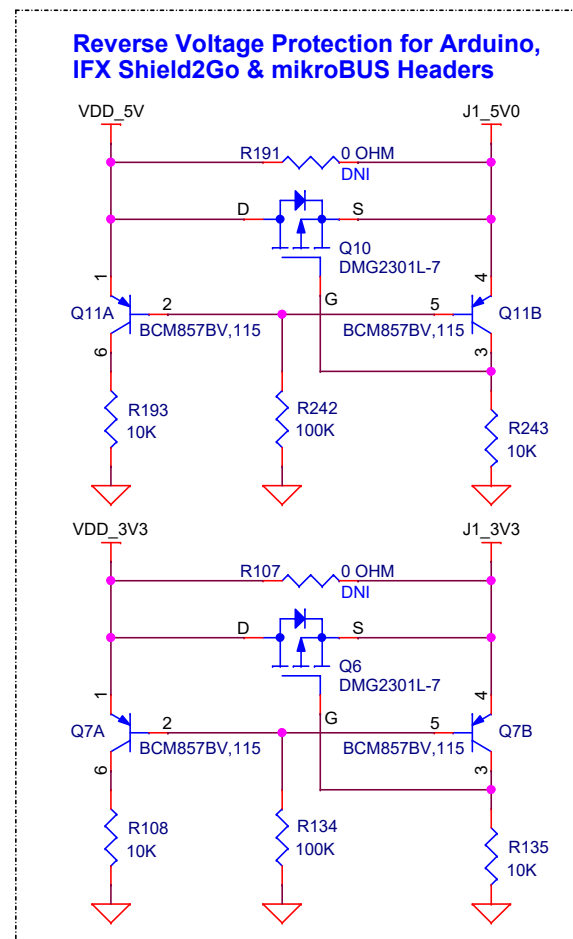 Reverse Voltage Protection for Arduino,
IFX Shield2Go & mikroBUS Headers
VDD_5V
J1_5V0
R191
0 OHM
DNI
D
S
Q10
DMG2301L-7
G
1
4
Q11A
2
5
Q11B
BCM857BV,115
BCM857BV,115
6
3
R193
10K
R242
100K
R243
10K
VDD_3V3
J1_3V3
R107
0 OHM
DNI
D
S
Q6
DMG2301L-7
G
1
4
Q7A
2
5
Q7B
BCM857BV,115
BCM857BV,115
6
3
R108
10K
R134
100K
R135
10K